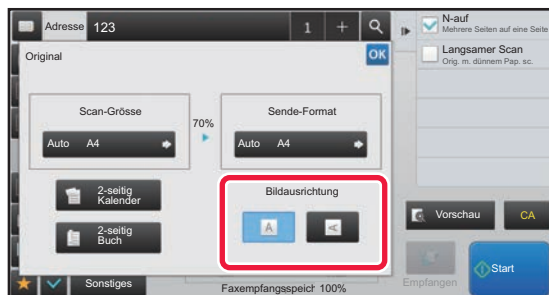 Adresse 123 1 +
Original OK
Scan-Grösse
Auto A4
70%
Sende-Format
Auto A4
2-seitig
Kalender
2-seitig
Buch
Bildausrichtung
A A
N-auf
Mehrere Seiten auf eine Seite
Langsamer Scan
Orig. m. dünnem Pap. sc.
Vorschau CA
Sonstiges
Faxempfangsspeich 100%
Empfangen
Start